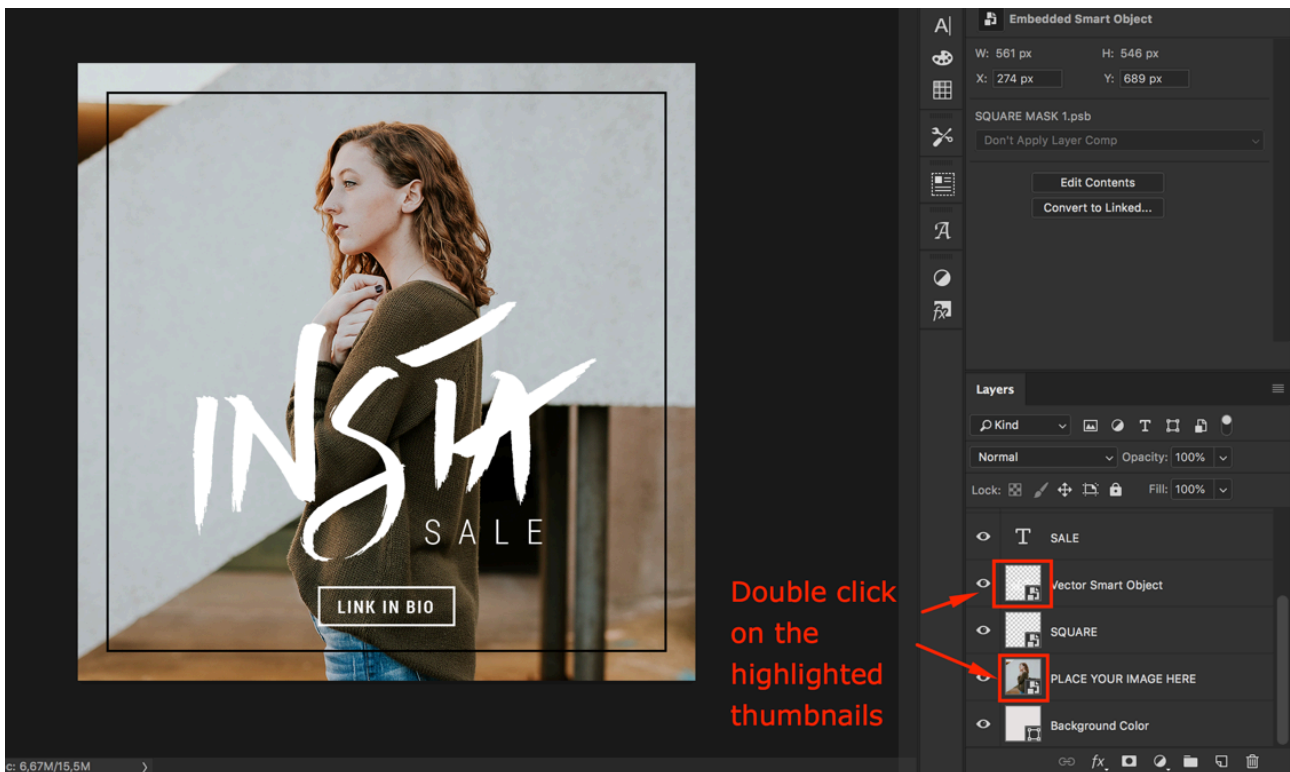 INSTA
SALE
LINK IN BIO
Double click
on the
highlighted
thumbnails
c: 6,67M/15,5M
A|
A
fx
Embedded Smart Object
W: 561 px H: 546 px
X: 274 px Y: 689 px
SQUARE MASK 1.psb
Don't Apply Layer Comp
Edit Contents
Convert to Linked...
Layers
Kind T
Normal Opacity: 100%
Lock: Fill: 100%
T SALE
Vector Smart Object
SQUARE
PLACE YOUR IMAGE HERE
Background Color
fx